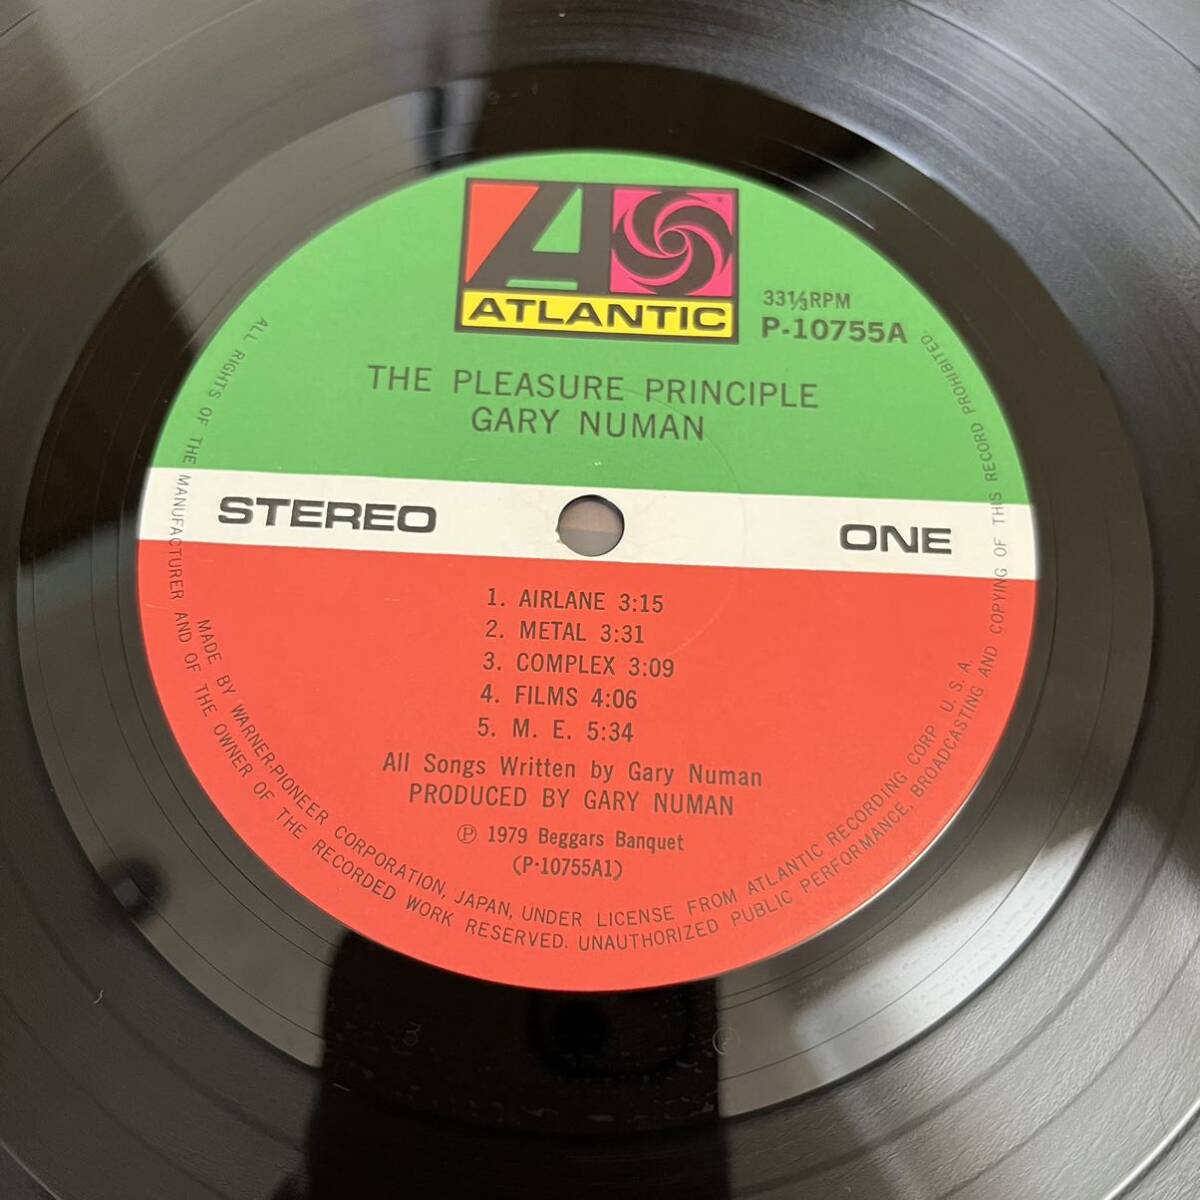 ATLANTIC
33⅓RPM
P-10755A
THE PLEASURE PRINCIPLE
GARY NUMAN
STEREO
ONE
1. AIRLANE 3:15
2. METAL 3:31
3. COMPLEX 3:09
4. FILMS 4:06
5. M. E. 5:34
All Songs Written by Gary Numan
PRODUCED BY GARY NUMAN
Ⓟ 1979 Beggars Banquet
(P-10755A1)
MADE BY WARNER-PIONEER CORPORATION, JAPAN, UNDER LICENSE FROM ATLANTIC RECORDING CORP. U. S. A.
ALL RIGHTS OF THE MANUFACTURER AND OF THE OWNER OF THE RECORDED WORK RESERVED. UNAUTHORIZED PUBLIC PERFORMANCE, BROADCASTING AND COPYING OF THIS RECORD PROHIBITED.